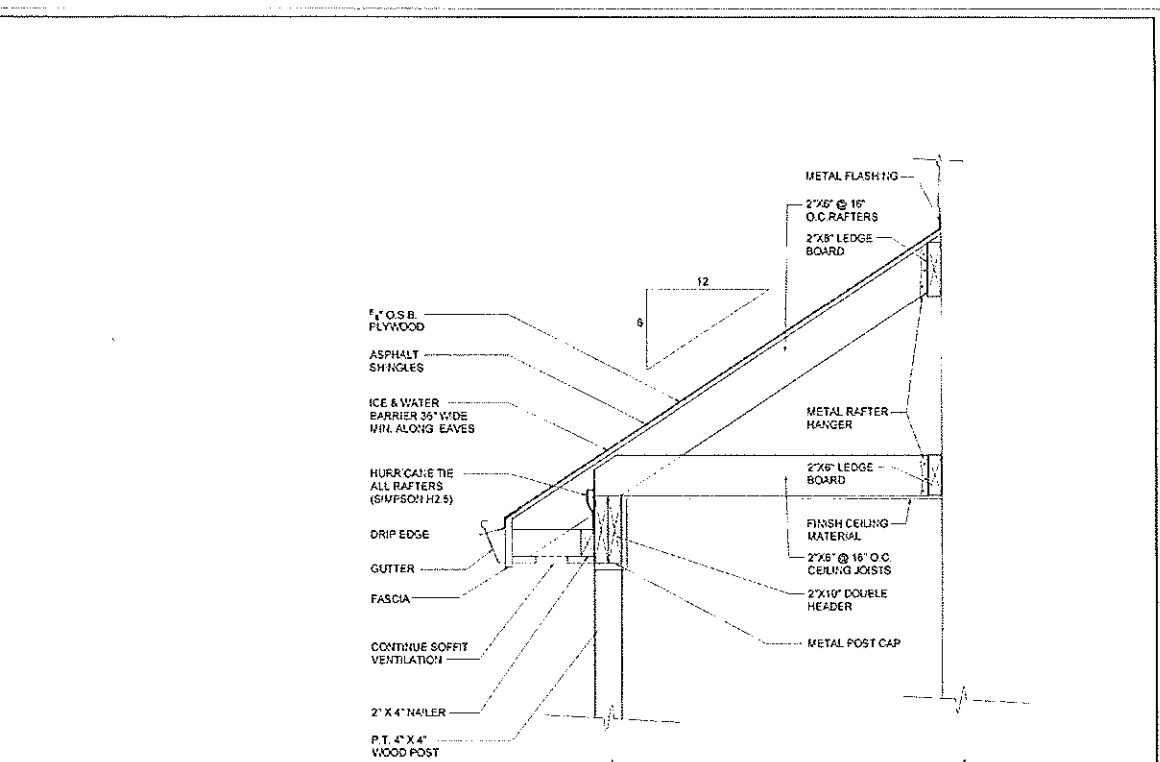 METAL FLASHING
2"X6" @ 16"
O.C.RAFTERS
2"X8" LEDGE
BOARD
12
O.S.B.
PLYWOOD
ASPHALT
SHINGLES
ICE & WATER
BARRIER 36" WIDE
MIN. ALONG EAVES
METAL RAFTER
HANGER
HURRICANE TIE
ALL RAFTERS
(SIMPSON H2.5)
2"X6" LEDGE
BOARD
DRIP EDGE
FINISH CEILING
MATERIAL
GUTTER
2"X6" @ 16" O.C
CEILING JOISTS
FASCIA
2"X10" DOUBLE
HEADER
CONTINUE SOFFIT
VENTILATION
METAL POST CAP
2" X 4" NAILER
P.T. 4" X 4"
WOOD POST